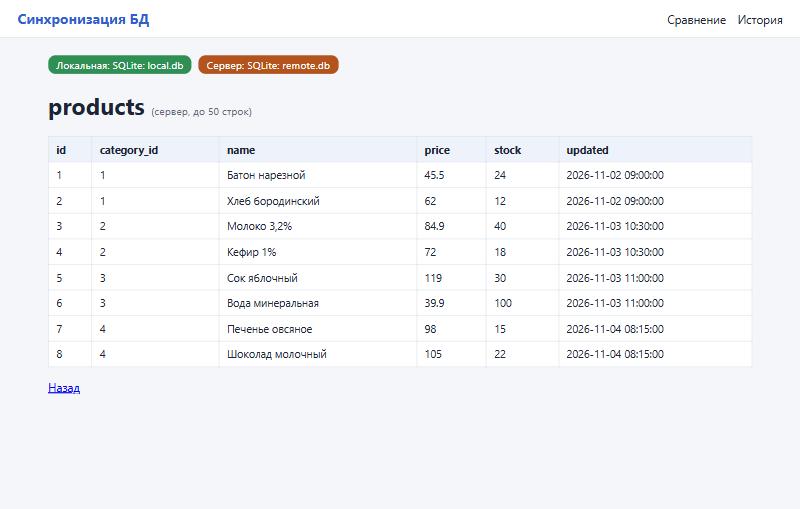 Синхронизация БД Сравнение История
Локальная: SQLite: local.db Сервер: SQLite: remote.db
products (сервер, до 50 строк)
id category_id name price stock updated
1 1 Батон нарезной 45.5 24 2026-11-02 09:00:00
2 1 Хлеб бородинский 62 12 2026-11-02 09:00:00
3 2 Молоко 3,2% 84.9 40 2026-11-03 10:30:00
4 2 Кефир 1% 72 18 2026-11-03 10:30:00
5 3 Сок яблочный 119 30 2026-11-03 11:00:00
6 3 Вода минеральная 39.9 100 2026-11-03 11:00:00
7 4 Печенье овсяное 98 15 2026-11-04 08:15:00
8 4 Шоколад молочный 105 22 2026-11-04 08:15:00
Назад